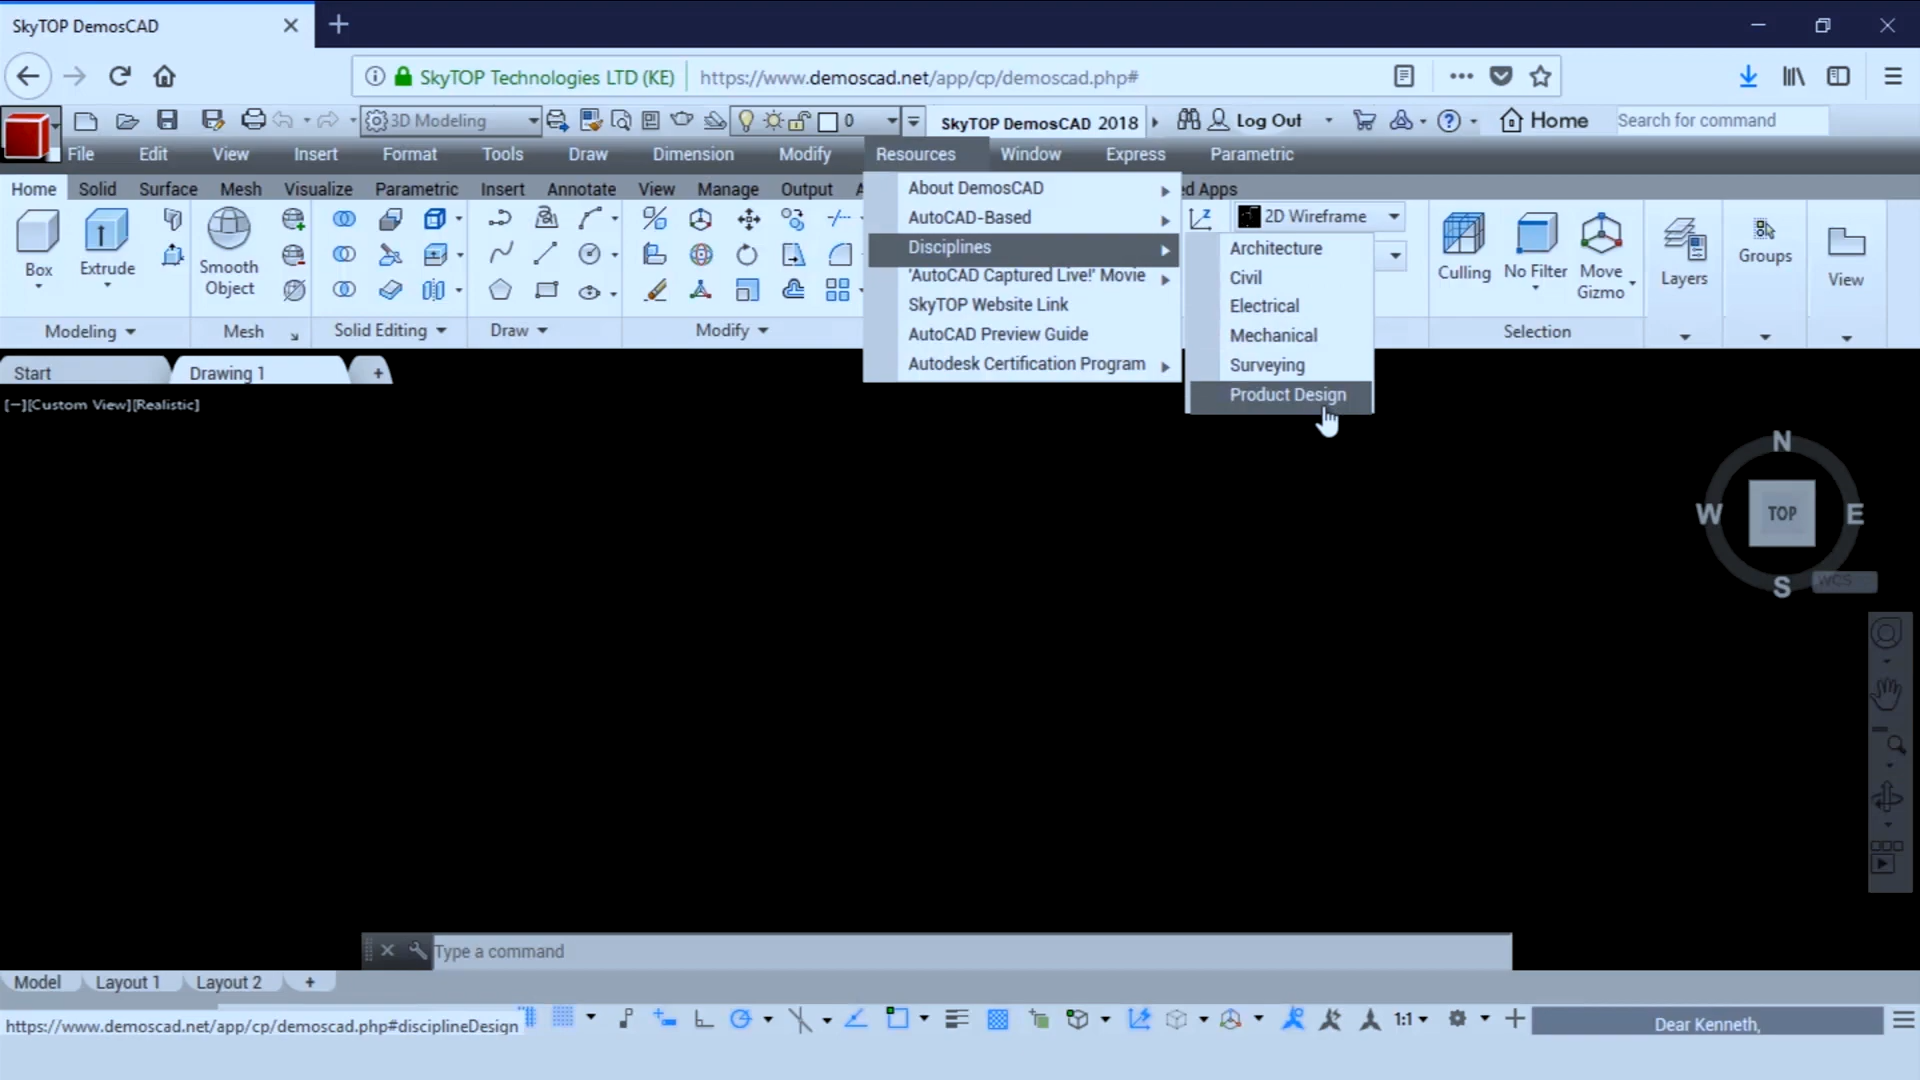 SkyTOP DemosCAD
SkyTOP Technologies LTD (KE)
https://www.demoscad.net/app/cp/demoscad.php#
3D Modeling
0
SkyTOP DemosCAD 2018
Log Out
Home
Search for command
File Edit View Insert Format Tools Draw Dimension Modify Resources Window Express Parametric
Home Solid Surface Mesh Visualize Parametric Insert Annotate View Manage Output A
ed Apps
Box
Extrude
Smooth Object
Modeling
Mesh
Solid Editing
Draw
Modify
About DemosCAD
AutoCAD-Based
Disciplines
'AutoCAD Captured Live!' Movie
SkyTOP Website Link
AutoCAD Preview Guide
Autodesk Certification Program
2D Wireframe
Architecture
Civil
Electrical
Mechanical
Surveying
Product Design
Culling
No Filter
Move Gizmo
Selection
Layers
Groups
View
Start
Drawing 1
+
[−][Custom View][Realistic]
N
W TOP E
S
WCS
Type a command
Model Layout 1 Layout 2 +
https://www.demoscad.net/app/cp/demoscad.php#disciplineDesign
1:1
Dear Kenneth,